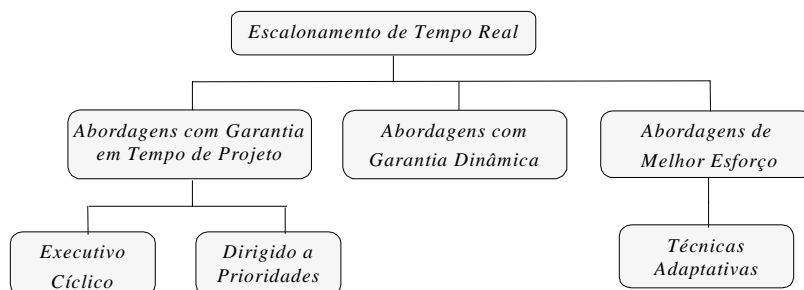 Escalonamento de Tempo Real
Abordagens com Garantia
em Tempo de Projeto
Abordagens com
Garantia Dinâmica
Abordagens de
Melhor Esforço
Executivo
Cíclico
Dirigido a
Prioridades
Técnicas
Adaptativas